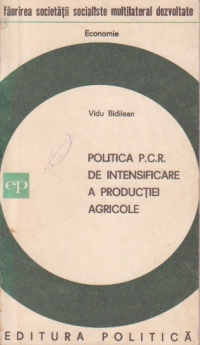 făurirea societății socialiste multilateral dezvoltate
Economie
Vidu Bidilean
POLITICA P.C.R.
DE INTENSIFICARE
A PRODUCȚIEI
AGRICOLE
ep
EDITURA POLITICĂ